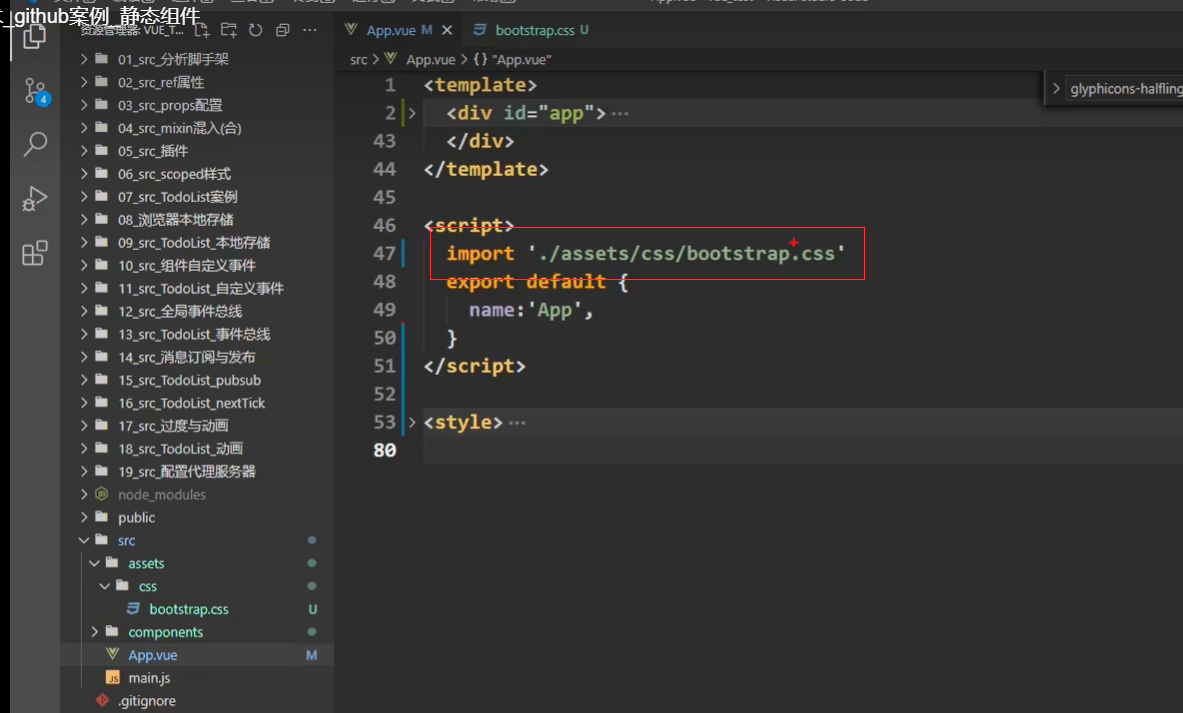 _github案例_静态组件
资源管理器: VUE_T...
01_src_分析脚手架
02_src_ref属性
03_src_props配置
04_src_mixin混入(合)
05_src_插件
06_src_scoped样式
07_src_TodoList案例
08_浏览器本地存储
09_src_TodoList_本地存储
10_src_组件自定义事件
11_src_TodoList_自定义事件
12_src_全局事件总线
13_src_TodoList_事件总线
14_src_消息订阅与发布
15_src_TodoList_pubsub
16_src_TodoList_nextTick
17_src_过度与动画
18_src_TodoList_动画
19_src_配置代理服务器
node_modules
public
src
assets
css
bootstrap.css U
components
App.vue M
main.js
.gitignore
4
App.vue M × bootstrap.css U
src > App.vue > {} "App.vue"
glyphicons-halfling
1 <template>
2 <div id="app">···
43 </div>
44 </template>
45
46 <script>
47 import './assets/css/bootstrap.css'
48 export default {
49 name:'App',
50 }
51 </script>
52
53 <style>···
80